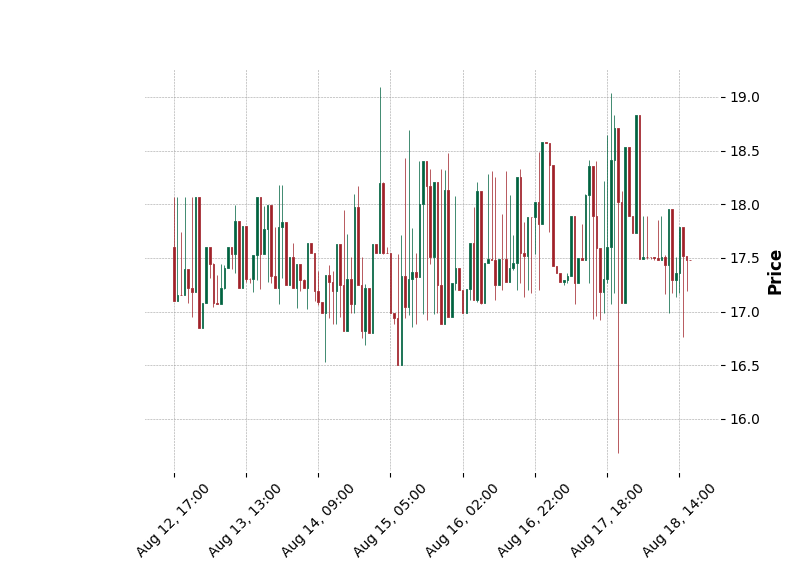 19.0
18.5
18.0
17.5
17.0
16.5
16.0
Price
Aug 12, 17:00
Aug 13, 13:00
Aug 14, 09:00
Aug 15, 05:00
Aug 16, 02:00
Aug 16, 22:00
Aug 17, 18:00
Aug 18, 14:00